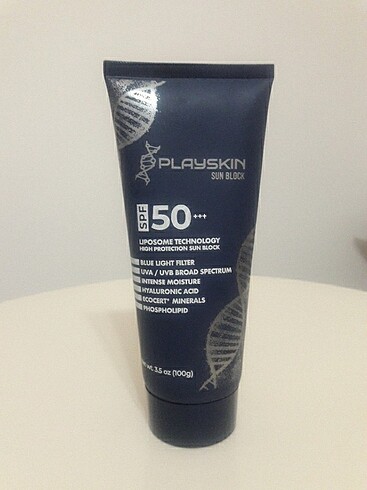 PLAYSKIN
SUN BLOCK
SPF 50+++
LIPOSOME TECHNOLOGY
HIGH PROTECTION SUN BLOCK
BLUE LIGHT FILTER
UVA / UVB BROAD SPECTRUM
INTENSE MOISTURE
HYALURONIC ACID
ECOCERT* MINERALS
PHOSPHOLIPID
wt. 3.5 oz (100g)